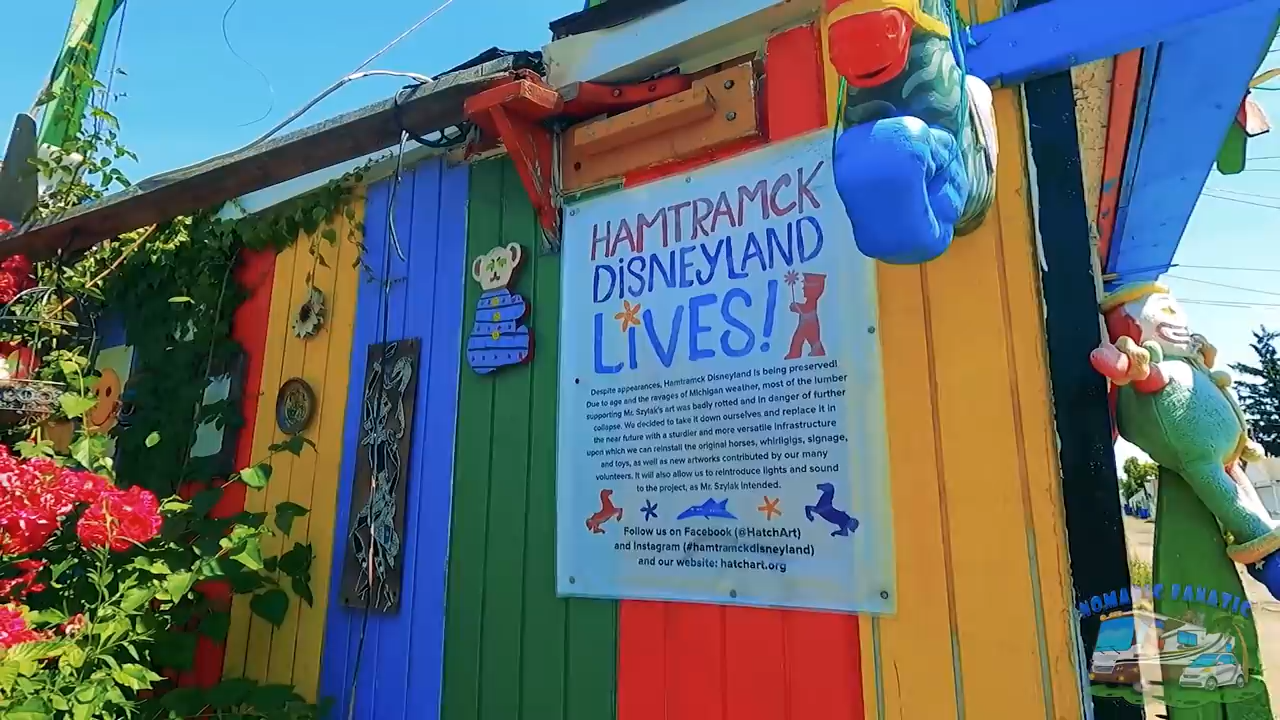 HAMTRAMCK
DiSNEYLAND
LiVES!
Despite appearances, Hamtramck Disneyland is being preserved!
Due to age and the ravages of Michigan weather, most of the lumber
supporting Mr. Szylak's art was badly rotted and in danger of further
collapse. We decided to take it down ourselves and replace it in
the near future with a sturdier and more versatile infrastructure
upon which we can reinstall the original horses, whirligigs, signage,
and toys, as well as new artworks contributed by our many
volunteers. It will also allow us to reintroduce lights and sound
to the project, as Mr. Szylak intended.
Follow us on Facebook (@HatchArt)
and Instagram (#hamtramckdisneyland)
and our website: hatchart.org
NOMADIC FANATIC